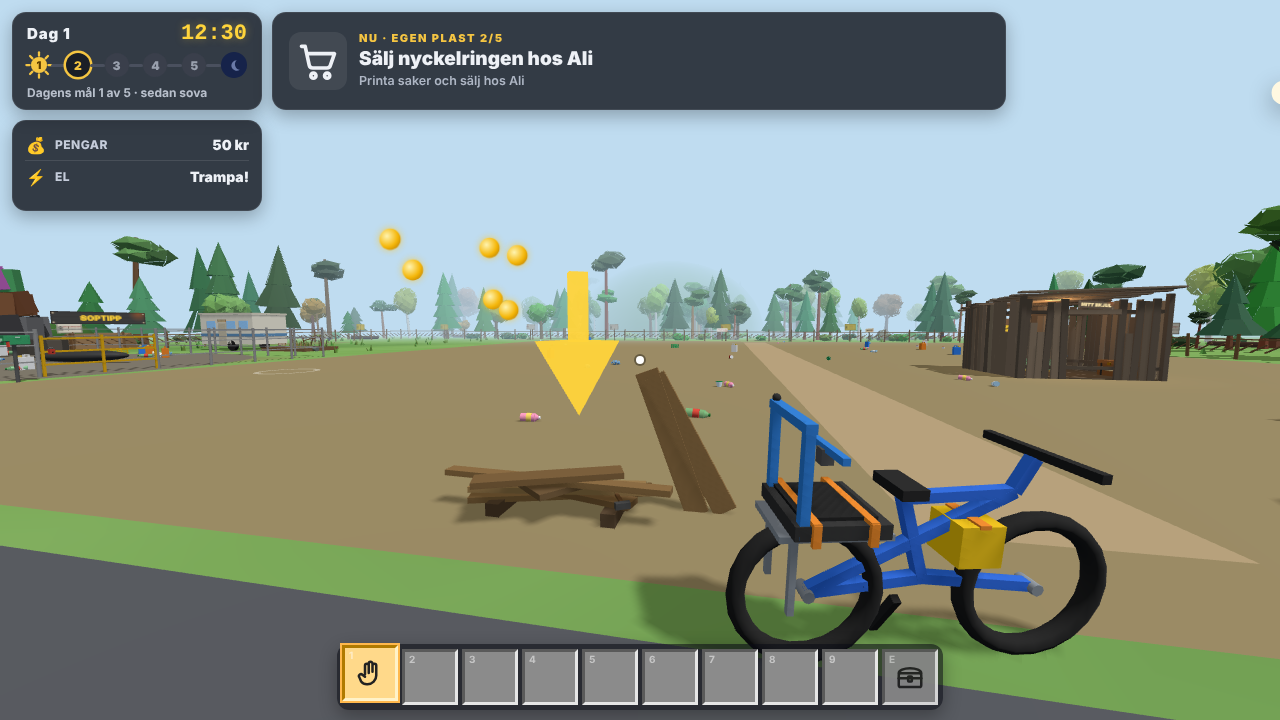 Dag 1 12:30
1 2 3 4 5
Dagens mål 1 av 5 · sedan sova
NU · EGEN PLAST 2/5
Sälj nyckelringen hos Ali
Printa saker och sälj hos Ali
PENGAR 50 kr
EL Trampa!
SOPTIPP
1 2 3 4 5 6 7 8 9 E